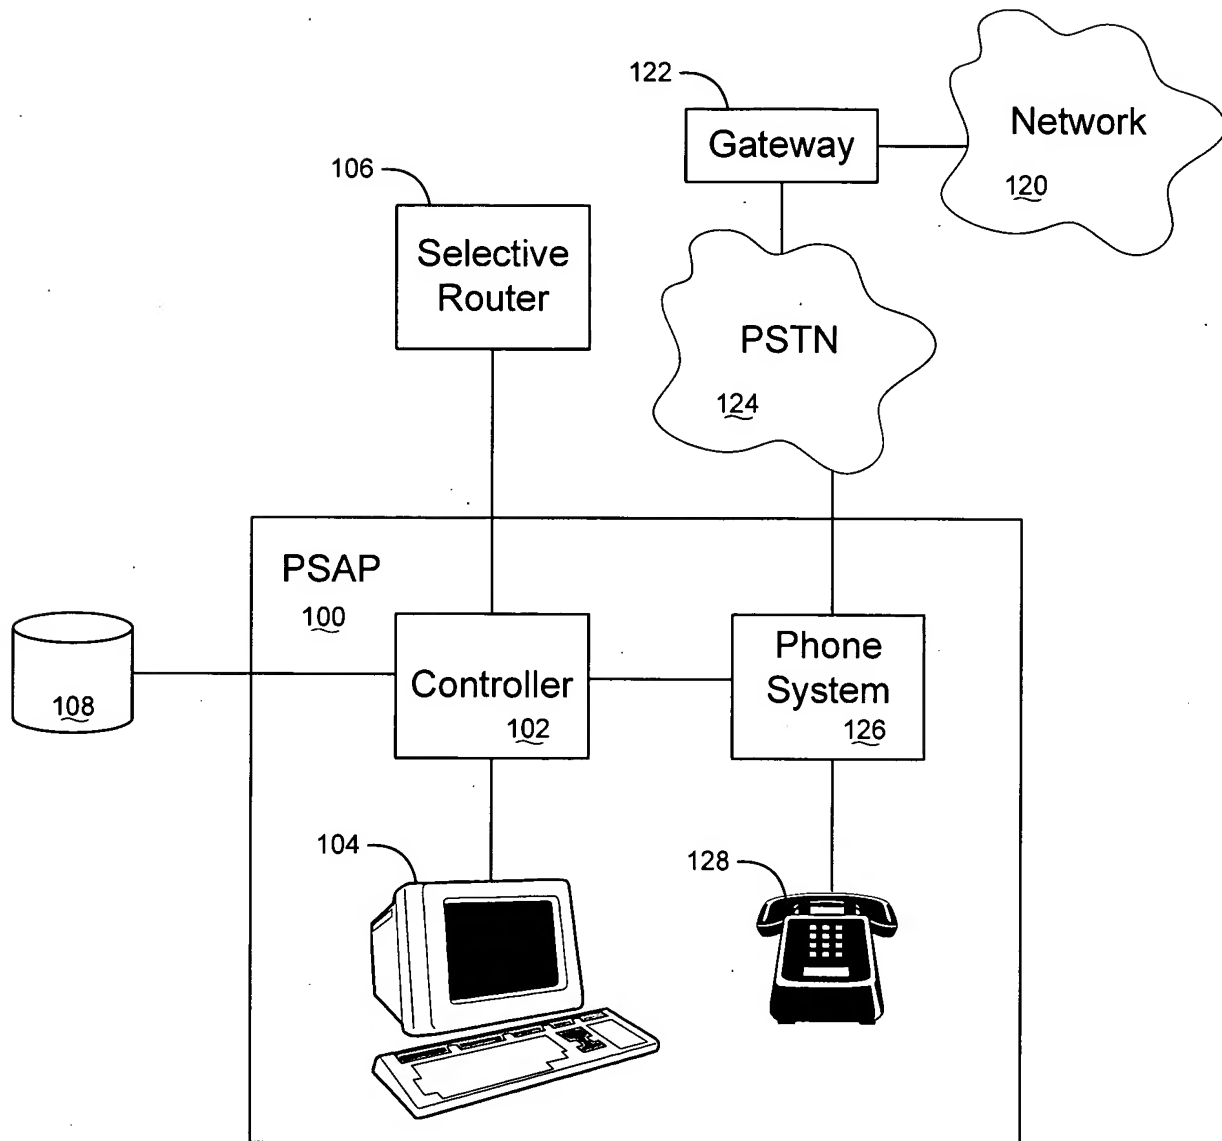 122
Gateway
Network
120
106
Selective
Router
PSTN
124
PSAP
100
108
Controller
102
Phone
System
126
104
128